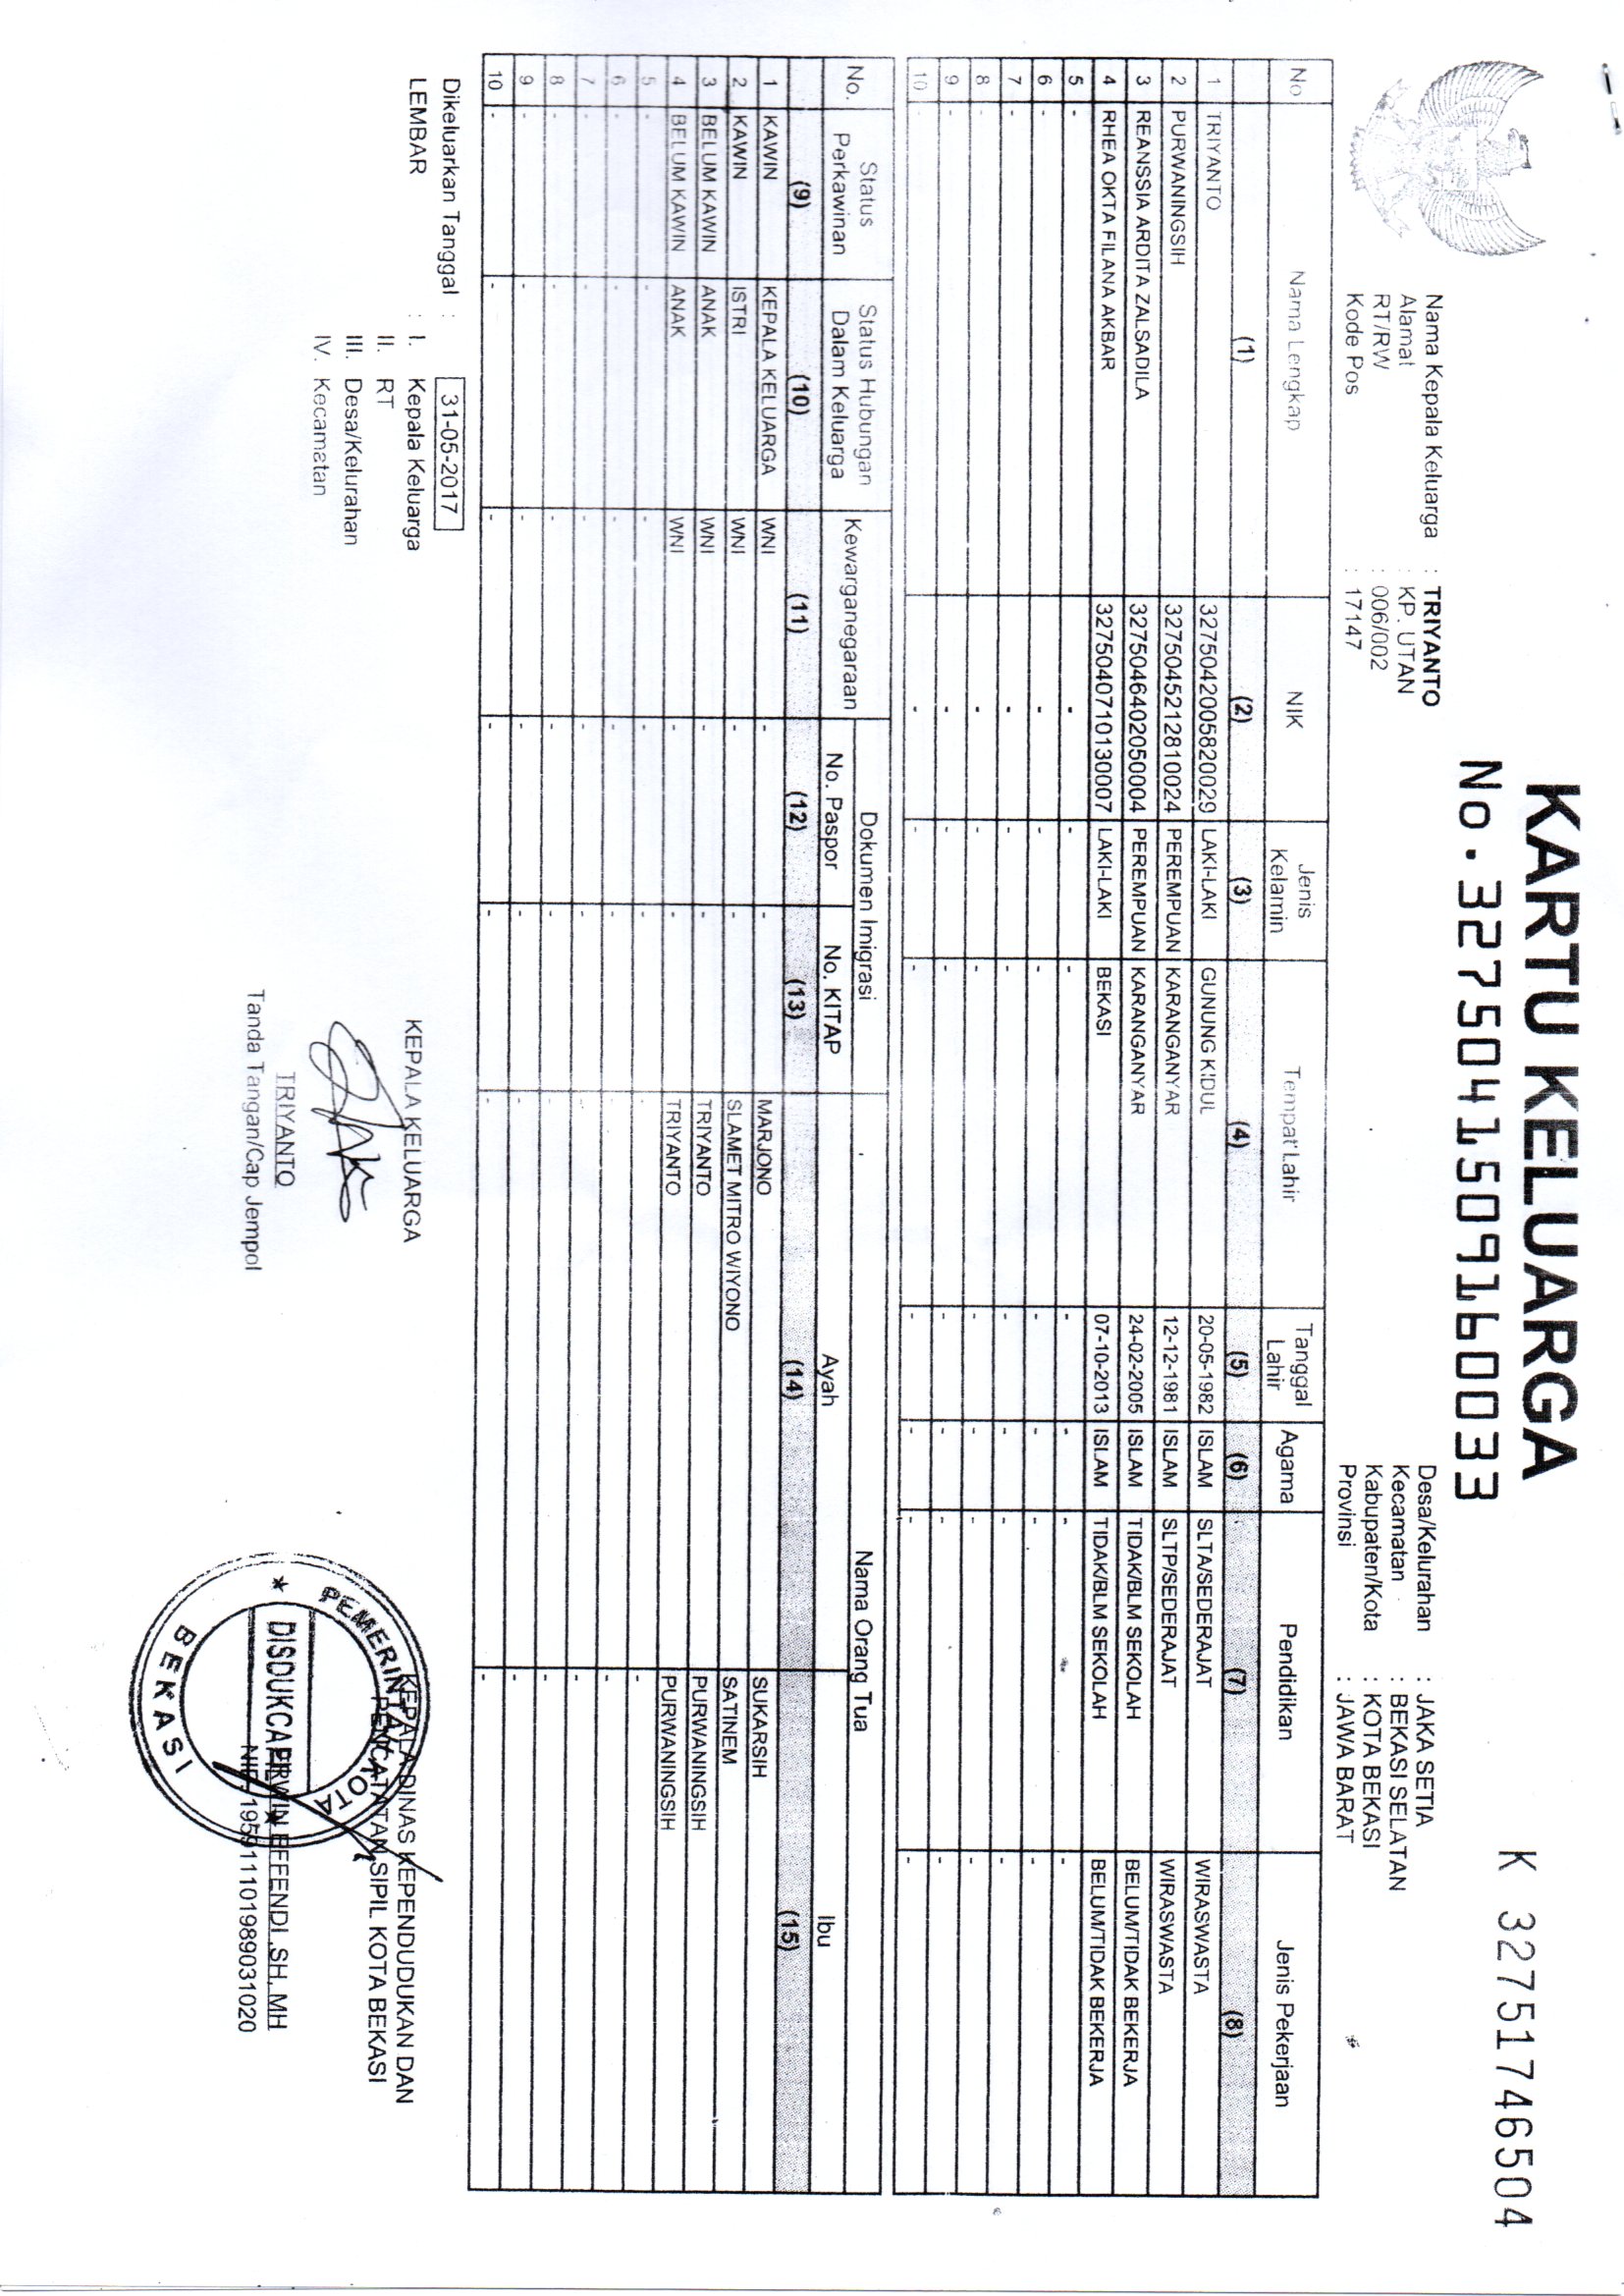 KARTU KELUARGA
No. 3275041509160033
K 32751746504
Nama Kepala Keluarga : TRIYANTO
Alamat : KP. UTAN
RT/RW : 006/002
Kode Pos : 17147
Desa/Kelurahan : JAKA SETIA
Kecamatan : BEKASI SELATAN
Kabupaten/Kota : KOTA BEKASI
Provinsi : JAWA BARAT
No Nama Lengkap NIK Jenis Kelamin Tempat Lahir Tanggal Lahir Agama Pendidikan Jenis Pekerjaan
(1) (2) (3) (4) (5) (6) (7) (8)
1 TRIYANTO 3275042005820029 LAKI-LAKI GUNUNG KIDUL 20-05-1982 ISLAM SLTA/SEDERAJAT WIRASWASTA
2 PURWANINGSIH 3275045212810024 PEREMPUAN KARANGANYAR 12-12-1981 ISLAM SLTP/SEDERAJAT WIRASWASTA
3 REANSSIA ARDITA ZALSADILA 3275046402050004 PEREMPUAN KARANGANYAR 24-02-2005 ISLAM TIDAK/BLM SEKOLAH BELUM/TIDAK BEKERJA
4 RHEA OKTA FILANA AKBAR 3275040710130007 LAKI-LAKI BEKASI 07-10-2013 ISLAM TIDAK/BLM SEKOLAH BELUM/TIDAK BEKERJA
5 - - - - - - - -
6 - - - - - - - -
7 - - - - - - - -
8 - - - - - - - -
9 - - - - - - - -
10 - - - - - - - -
No. Status Perkawinan Status Hubungan Dalam Keluarga Kewarganegaraan Dokumen Imigrasi Nama Orang Tua
No. Paspor No. KITAP Ayah Ibu
(9) (10) (11) (12) (13) (14) (15)
1 KAWIN KEPALA KELUARGA WNI - - MARJONO SUKARSIH
2 KAWIN ISTRI WNI - - SLAMET MITRO WIYONO SATINEM
3 BELUM KAWIN ANAK WNI - - TRIYANTO PURWANINGSIH
4 BELUM KAWIN ANAK WNI - - TRIYANTO PURWANINGSIH
5 - - - - - - -
6 - - - - - - -
7 - - - - - - -
8 - - - - - - -
9 - - - - - - -
10 - - - - - - -
Dikeluarkan Tanggal : 31-05-2017
LEMBAR : I. Kepala Keluarga
II. RT
III. Desa/Kelurahan
IV. Kecamatan
KEPALA KELUARGA
TRIYANTO
Tanda Tangan/Cap Jempol
KEPALA DINAS KEPENDUDUKAN DAN
PENCATATAN SIPIL KOTA BEKASI
PEMERINTAH KOTA
DISDUKCAPIL
BEKASI
ERWIN EFFENDI ,SH, MH
NIP. 195911101989031020